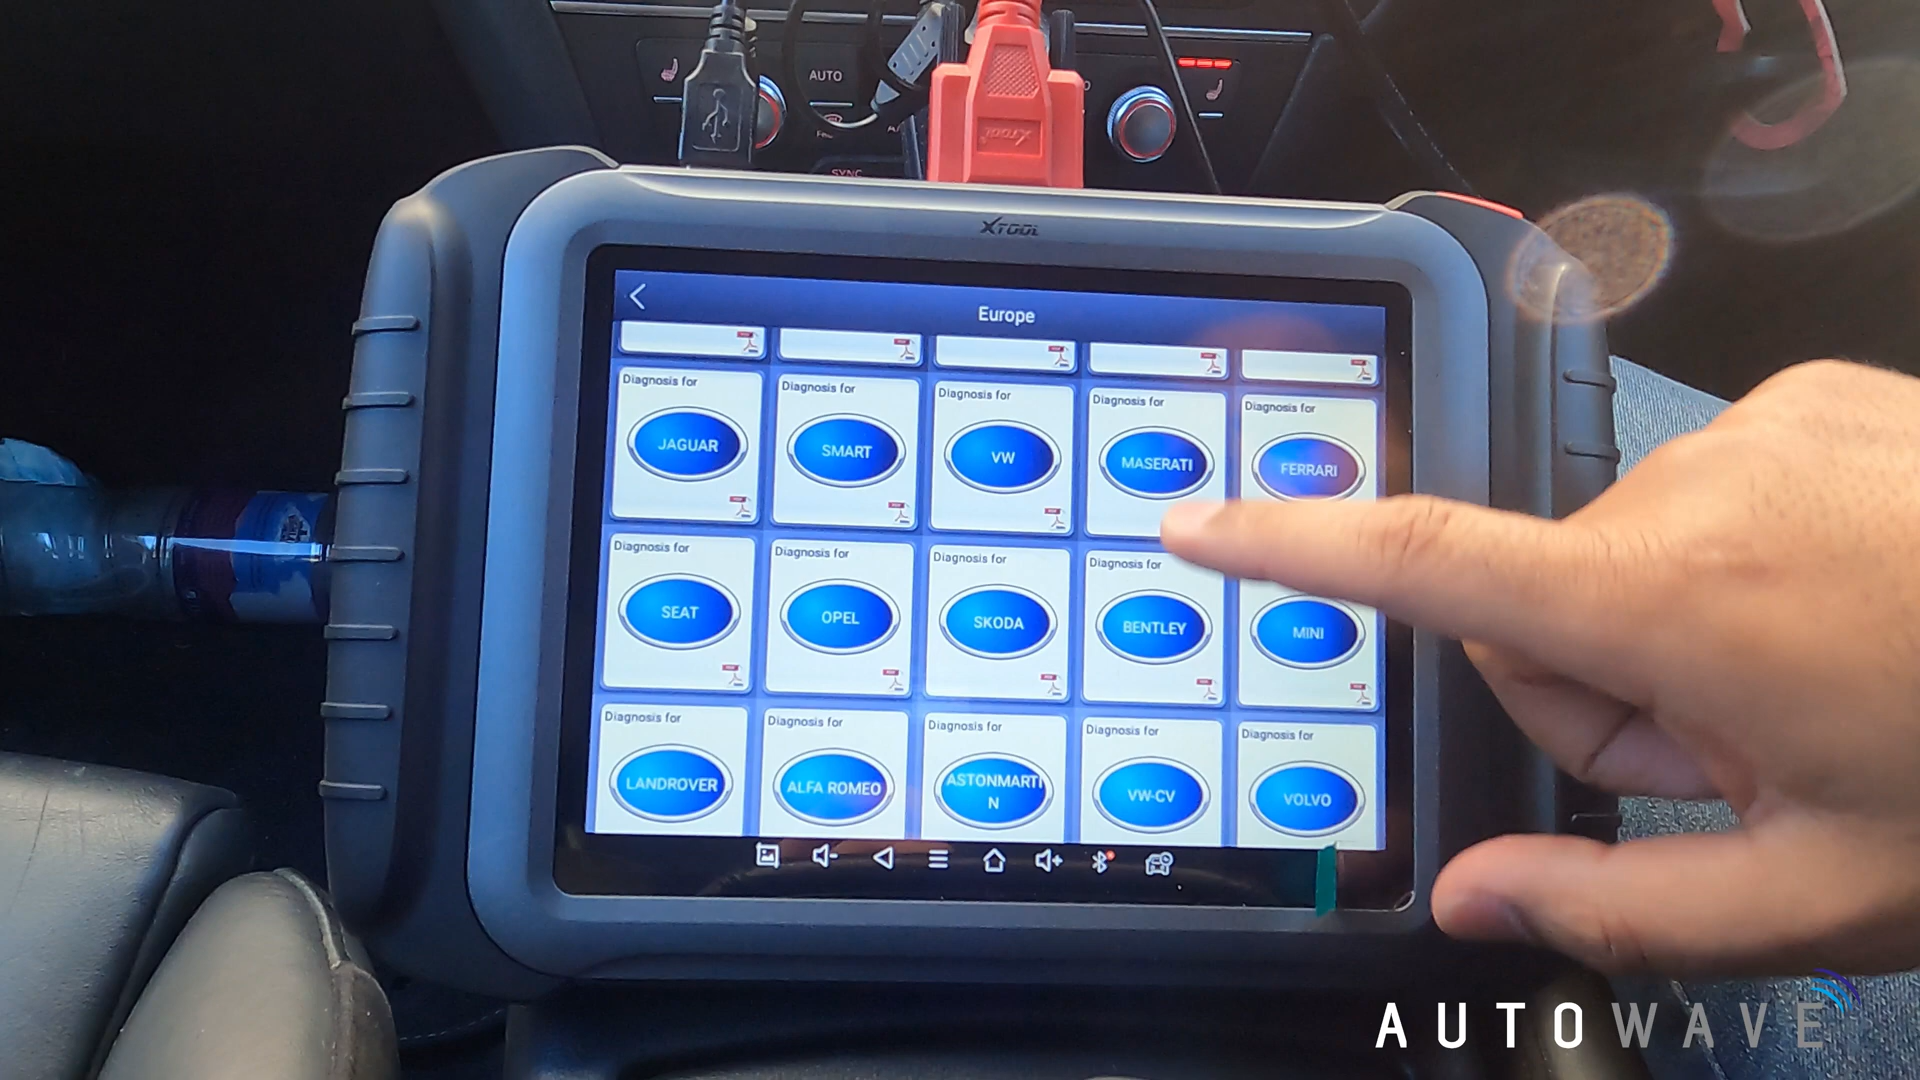 AUTO
SYNC
XTOOL
XTOOL
Europe
Diagnosis for
JAGUAR
Diagnosis for
SMART
Diagnosis for
VW
Diagnosis for
MASERATI
Diagnosis for
FERRARI
Diagnosis for
SEAT
Diagnosis for
OPEL
Diagnosis for
SKODA
Diagnosis for
BENTLEY
MINI
Diagnosis for
LANDROVER
Diagnosis for
ALFA ROMEO
Diagnosis for
ASTONMARTI
N
Diagnosis for
VW-CV
Diagnosis for
VOLVO
AUTOWAVE